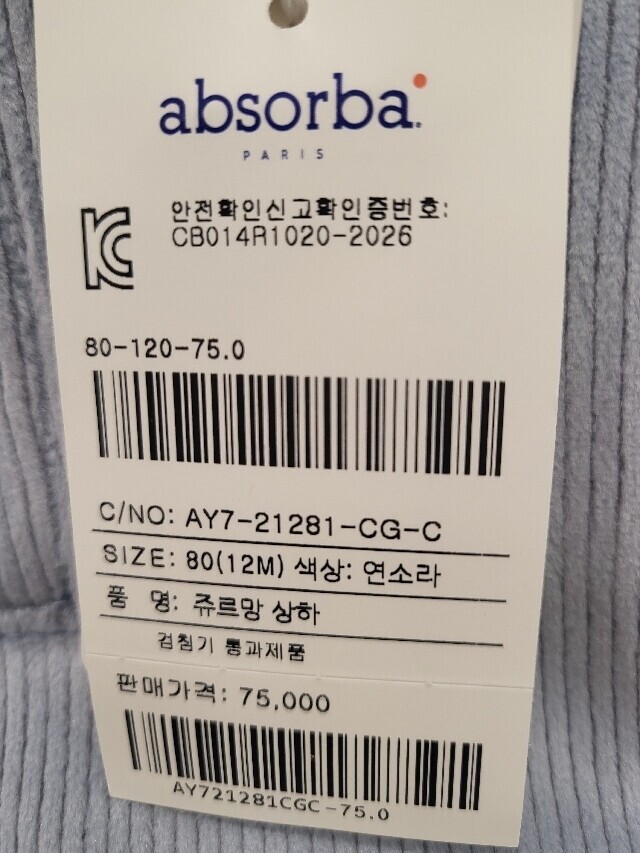 absorba.
PARIS
안전확인신고확인증번호:
CB014R1020-2026
80-120-75.0
C/NO: AY7-21281-CG-C
SIZE: 80(12M) 색상: 연소라
품 명: 쥬르망 상하
검침기 통과제품
판매가격: 75,000
AY721281CGC-75.0